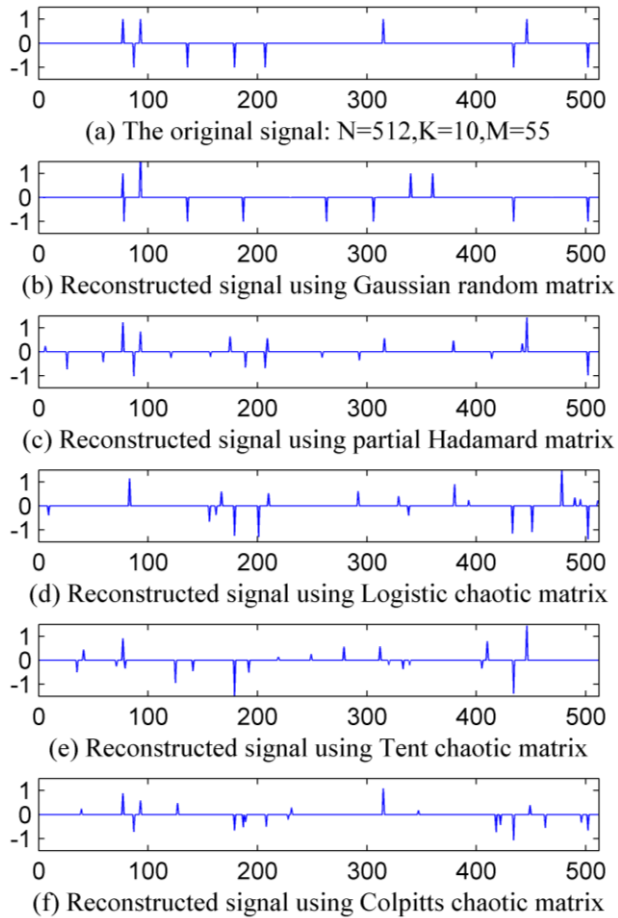 1
0
-1
0 100 200 300 400 500
(a) The original signal: N=512,K=10,M=55
1
0
-1
0 100 200 300 400 500
(b) Reconstructed signal using Gaussian random matrix
1
0
-1
0 100 200 300 400 500
(c) Reconstructed signal using partial Hadamard matrix
1
0
-1
0 100 200 300 400 500
(d) Reconstructed signal using Logistic chaotic matrix
1
0
-1
0 100 200 300 400 500
(e) Reconstructed signal using Tent chaotic matrix
1
0
-1
0 100 200 300 400 500
(f) Reconstructed signal using Colpitts chaotic matrix